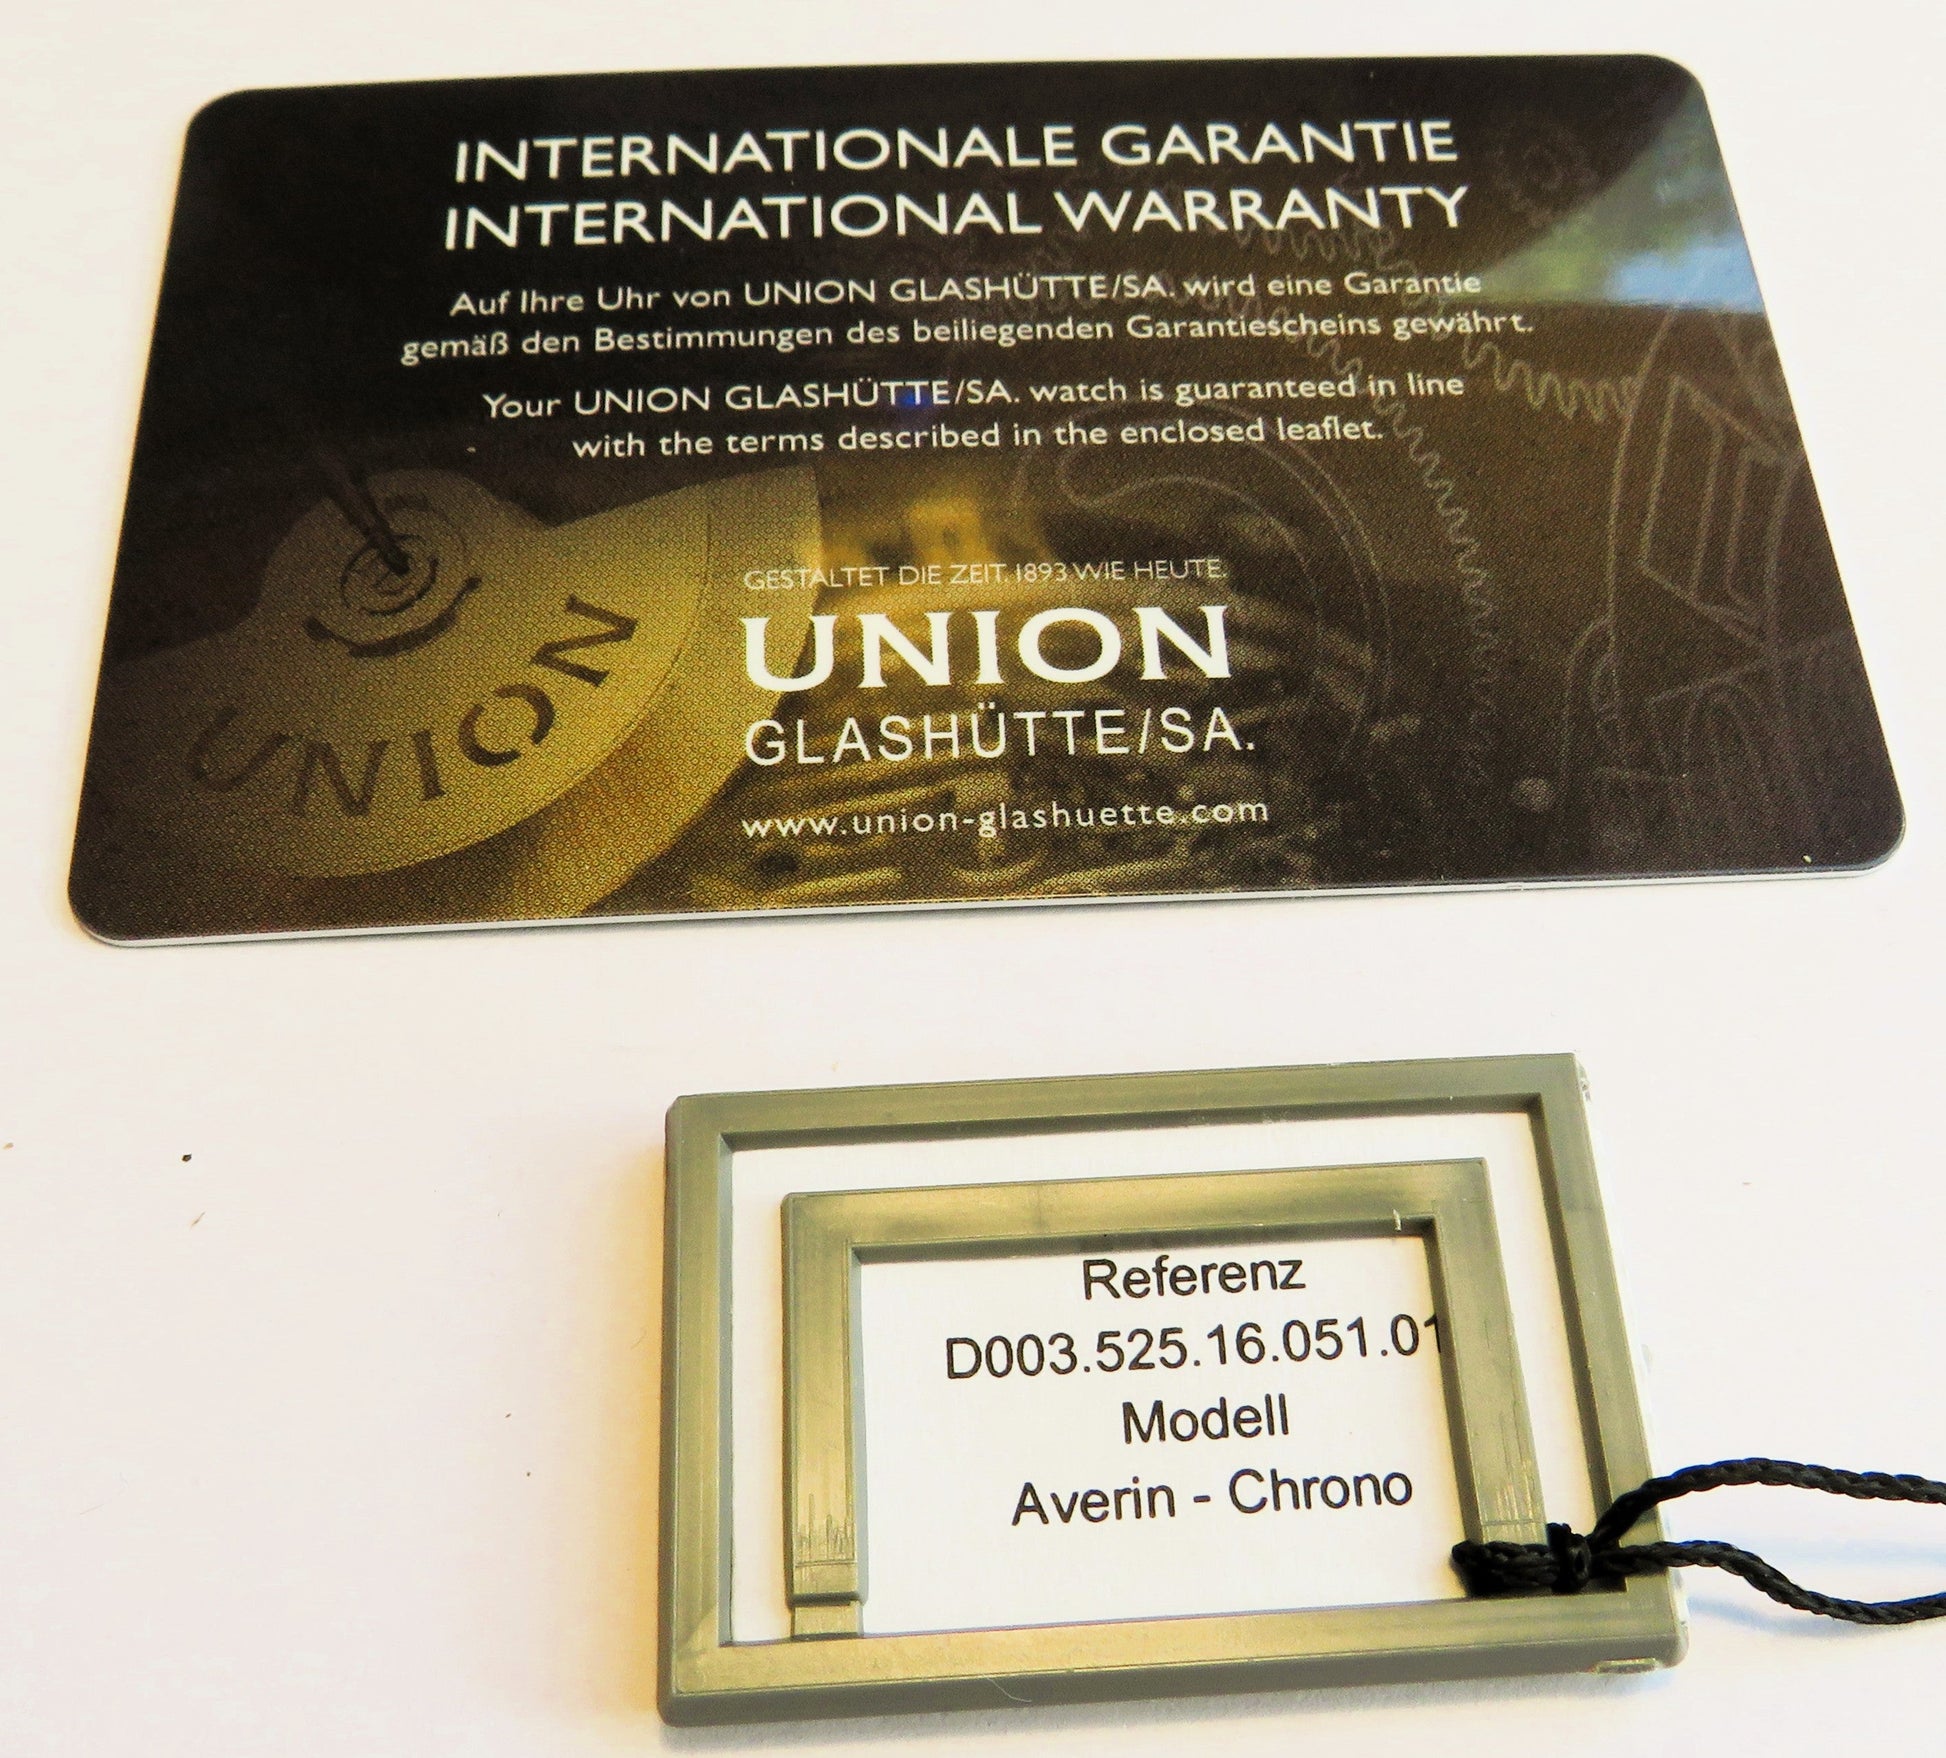 INTERNATIONALE GARANTIE
INTERNATIONAL WARRANTY
Auf Ihre Uhr von UNION GLASHÜTTE/SA. wird eine Garantie
gemäß den Bestimmungen des beiliegenden Garantiescheins gewährt.
Your UNION GLASHÜTTE/SA. watch is guaranteed in line
with the terms described in the enclosed leaflet.
UNION
GESTALTET DIE ZEIT. 1893 WIE HEUTE.
UNION
GLASHÜTTE/SA.
www.union-glashuette.com
Referenz
D003.525.16.051.01
Modell
Averin - Chrono